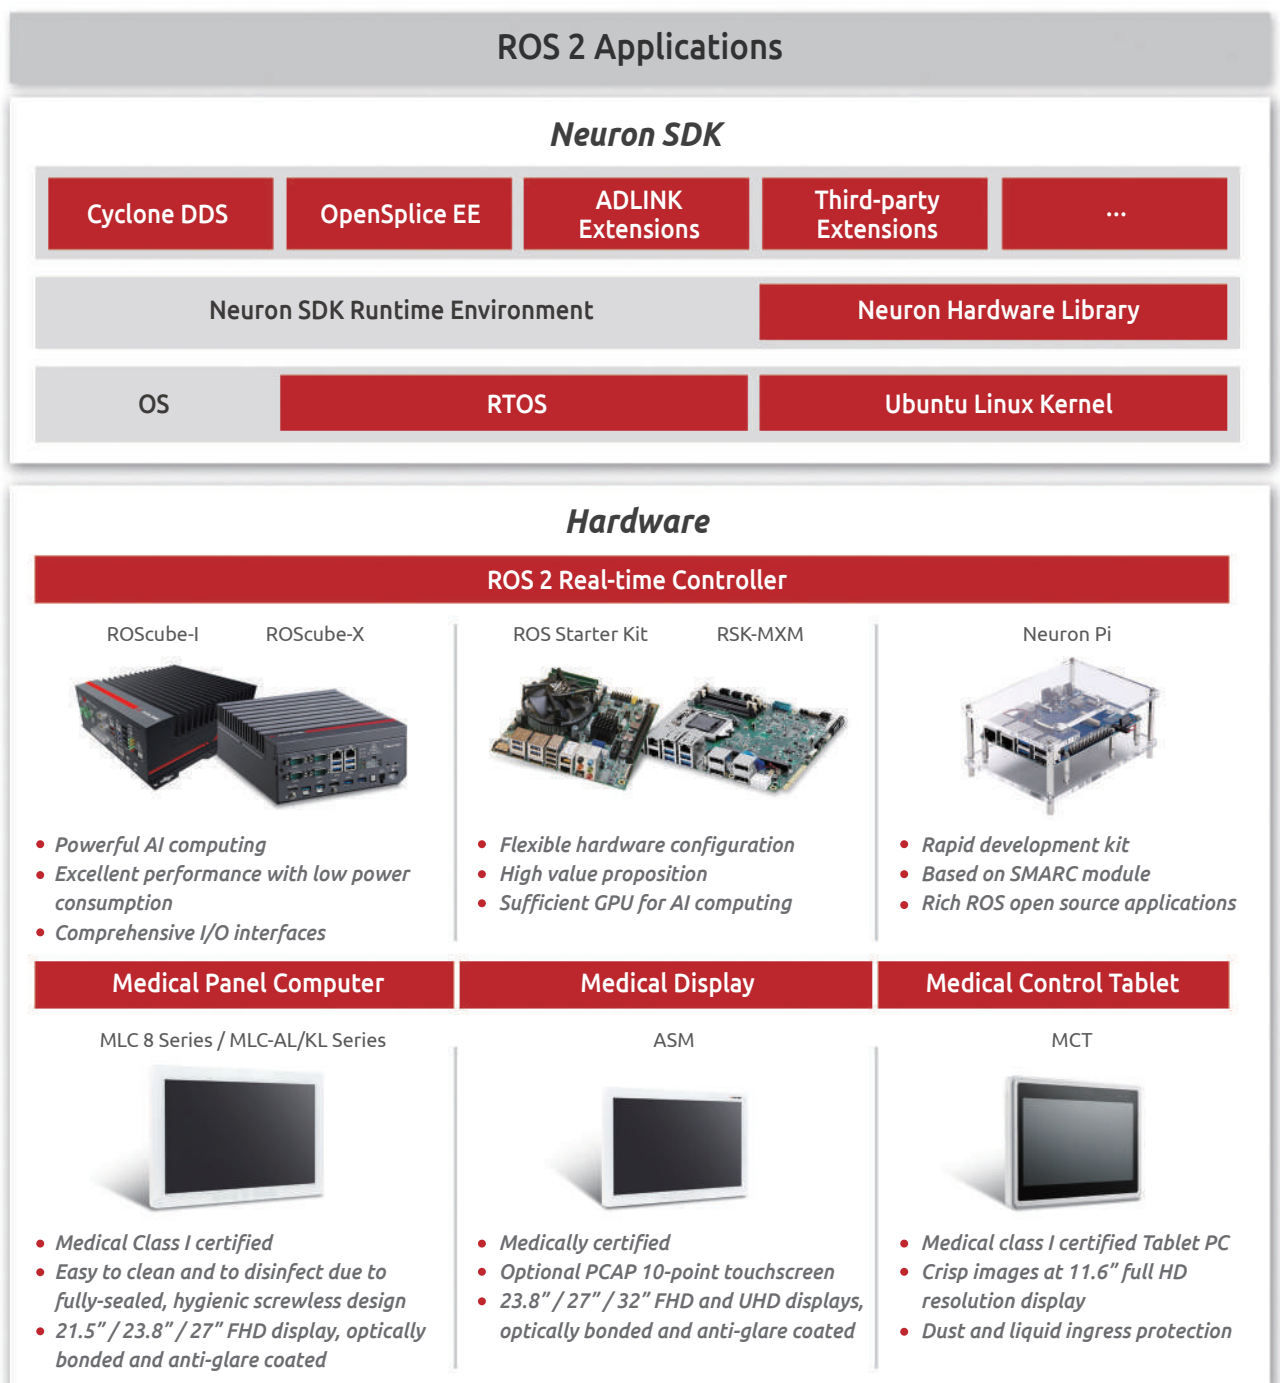 ROS 2 Applications
Neuron SDK
Cyclone DDS
OpenSplice EE
ADLINK
Extensions
Third-party
Extensions
...
Neuron SDK Runtime Environment
Neuron Hardware Library
OS
RTOS
Ubuntu Linux Kernel
Hardware
ROS 2 Real-time Controller
ROScube-I
ROScube-X
• Powerful AI computing
• Excellent performance with low power
consumption
• Comprehensive I/O interfaces
ROS Starter Kit
RSK-MXM
• Flexible hardware configuration
• High value proposition
• Sufficient GPU for AI computing
Neuron Pi
• Rapid development kit
• Based on SMARC module
• Rich ROS open source applications
Medical Panel Computer
MLC 8 Series / MLC-AL/KL Series
• Medical Class I certified
• Easy to clean and to disinfect due to
fully-sealed, hygienic screwless design
• 21.5” / 23.8” / 27” FHD display, optically
bonded and anti-glare coated
Medical Display
ASM
• Medically certified
• Optional PCAP 10-point touchscreen
• 23.8” / 27” / 32” FHD and UHD displays,
optically bonded and anti-glare coated
Medical Control Tablet
MCT
• Medical class I certified Tablet PC
• Crisp images at 11.6” full HD
resolution display
• Dust and liquid ingress protection